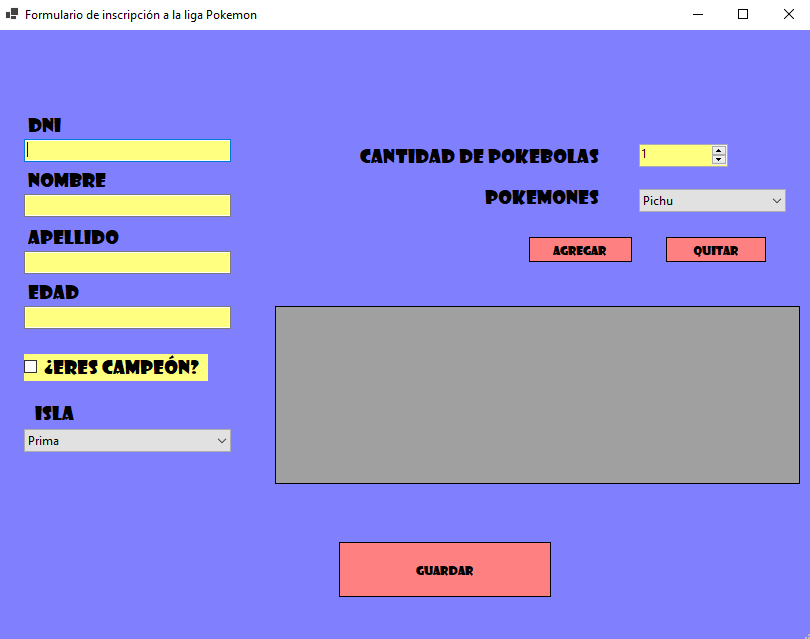 Formulario de inscripción a la liga Pokemon
DNI
NOMBRE
APELLIDO
EDAD
¿ERES CAMPEÓN?
ISLA
Prima
CANTIDAD DE POKEBOLAS
1
POKEMONES
Pichu
AGREGAR
QUITAR
GUARDAR